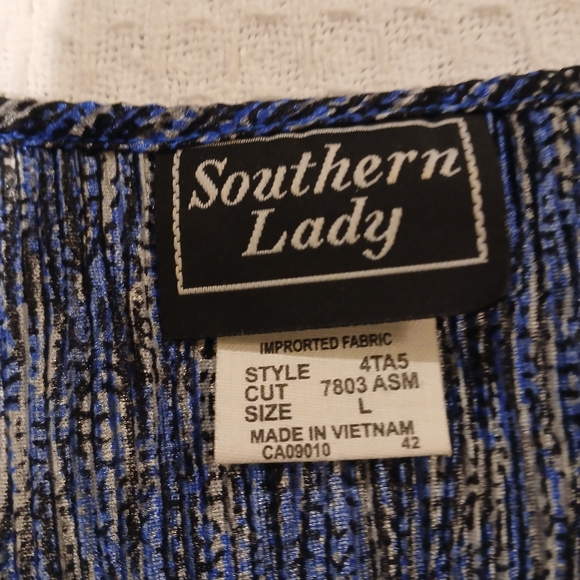 Southern
Lady
IMPRORTED FABRIC
STYLE 4TA5
CUT 7803 ASM
SIZE L
MADE IN VIETNAM
CA09010 42